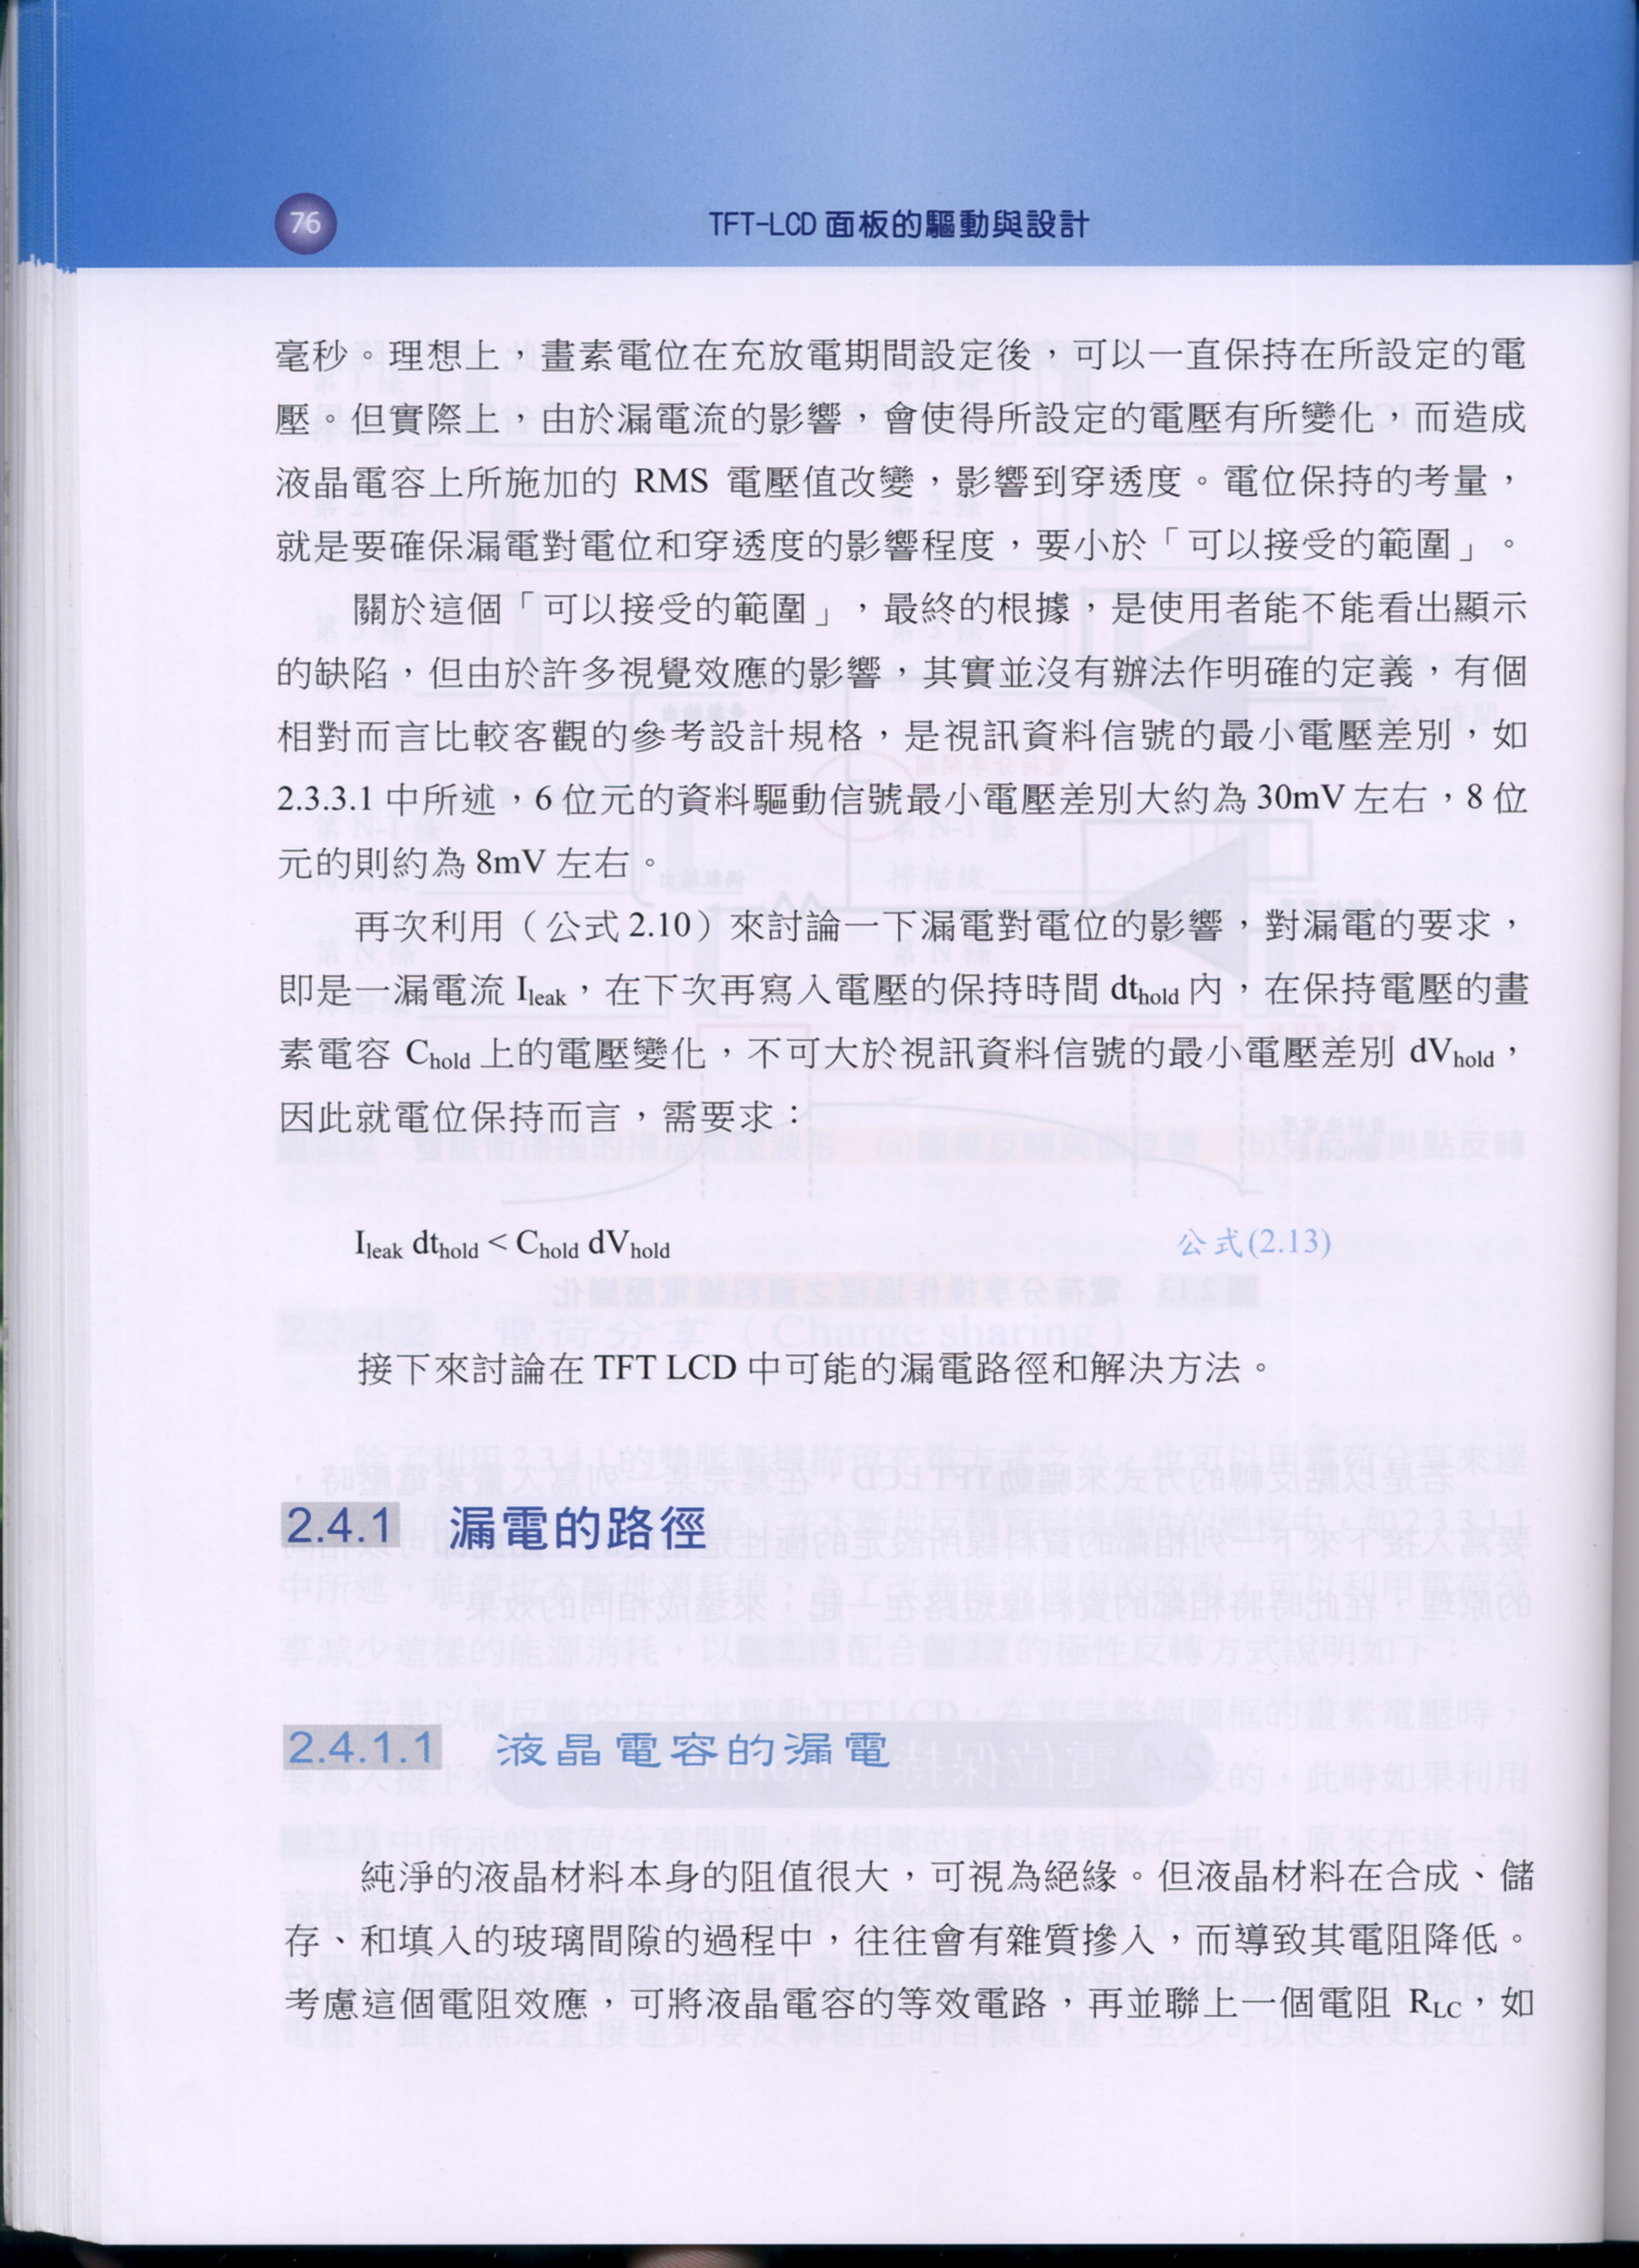 76
TFT-LCD 面板的驅動與設計
毫秒。理想上，畫素電位在充放電期間設定後，可以一直保持在所設定的電
壓。但實際上，由於漏電流的影響，會使得所設定的電壓有所變化，而造成
液晶電容上所施加的 RMS 電壓值改變，影響到穿透度。電位保持的考量，
就是要確保漏電對電位和穿透度的影響程度，要小於「可以接受的範圍」。
關於這個「可以接受的範圍」，最終的根據，是使用者能不能看出顯示
的缺陷，但由於許多視覺效應的影響，其實並沒有辦法作明確的定義，有個
相對而言比較客觀的參考設計規格，是視訊資料信號的最小電壓差別，如
2.3.3.1 中所述，6 位元的資料驅動信號最小電壓差別大約為 30mV 左右，8 位
元的則約為 8mV 左右。
再次利用（公式 2.10）來討論一下漏電對電位的影響，對漏電的要求，
即是一漏電流 Ileak，在下次再寫入電壓的保持時間 dthold 內，在保持電壓的畫
素電容 Chold 上的電壓變化，不可大於視訊資料信號的最小電壓差別 dVhold，
因此就電位保持而言，需要求：
Ileak dthold < Chold dVhold 公式(2.13)
接下來討論在 TFT LCD 中可能的漏電路徑和解決方法。
2.4.1 漏電的路徑
2.4.1.1 液晶電容的漏電
純淨的液晶材料本身的阻值很大，可視為絕緣。但液晶材料在合成、儲
存、和填入的玻璃間隙的過程中，往往會有雜質摻入，而導致其電阻降低。
考慮這個電阻效應，可將液晶電容的等效電路，再並聯上一個電阻 RLC，如